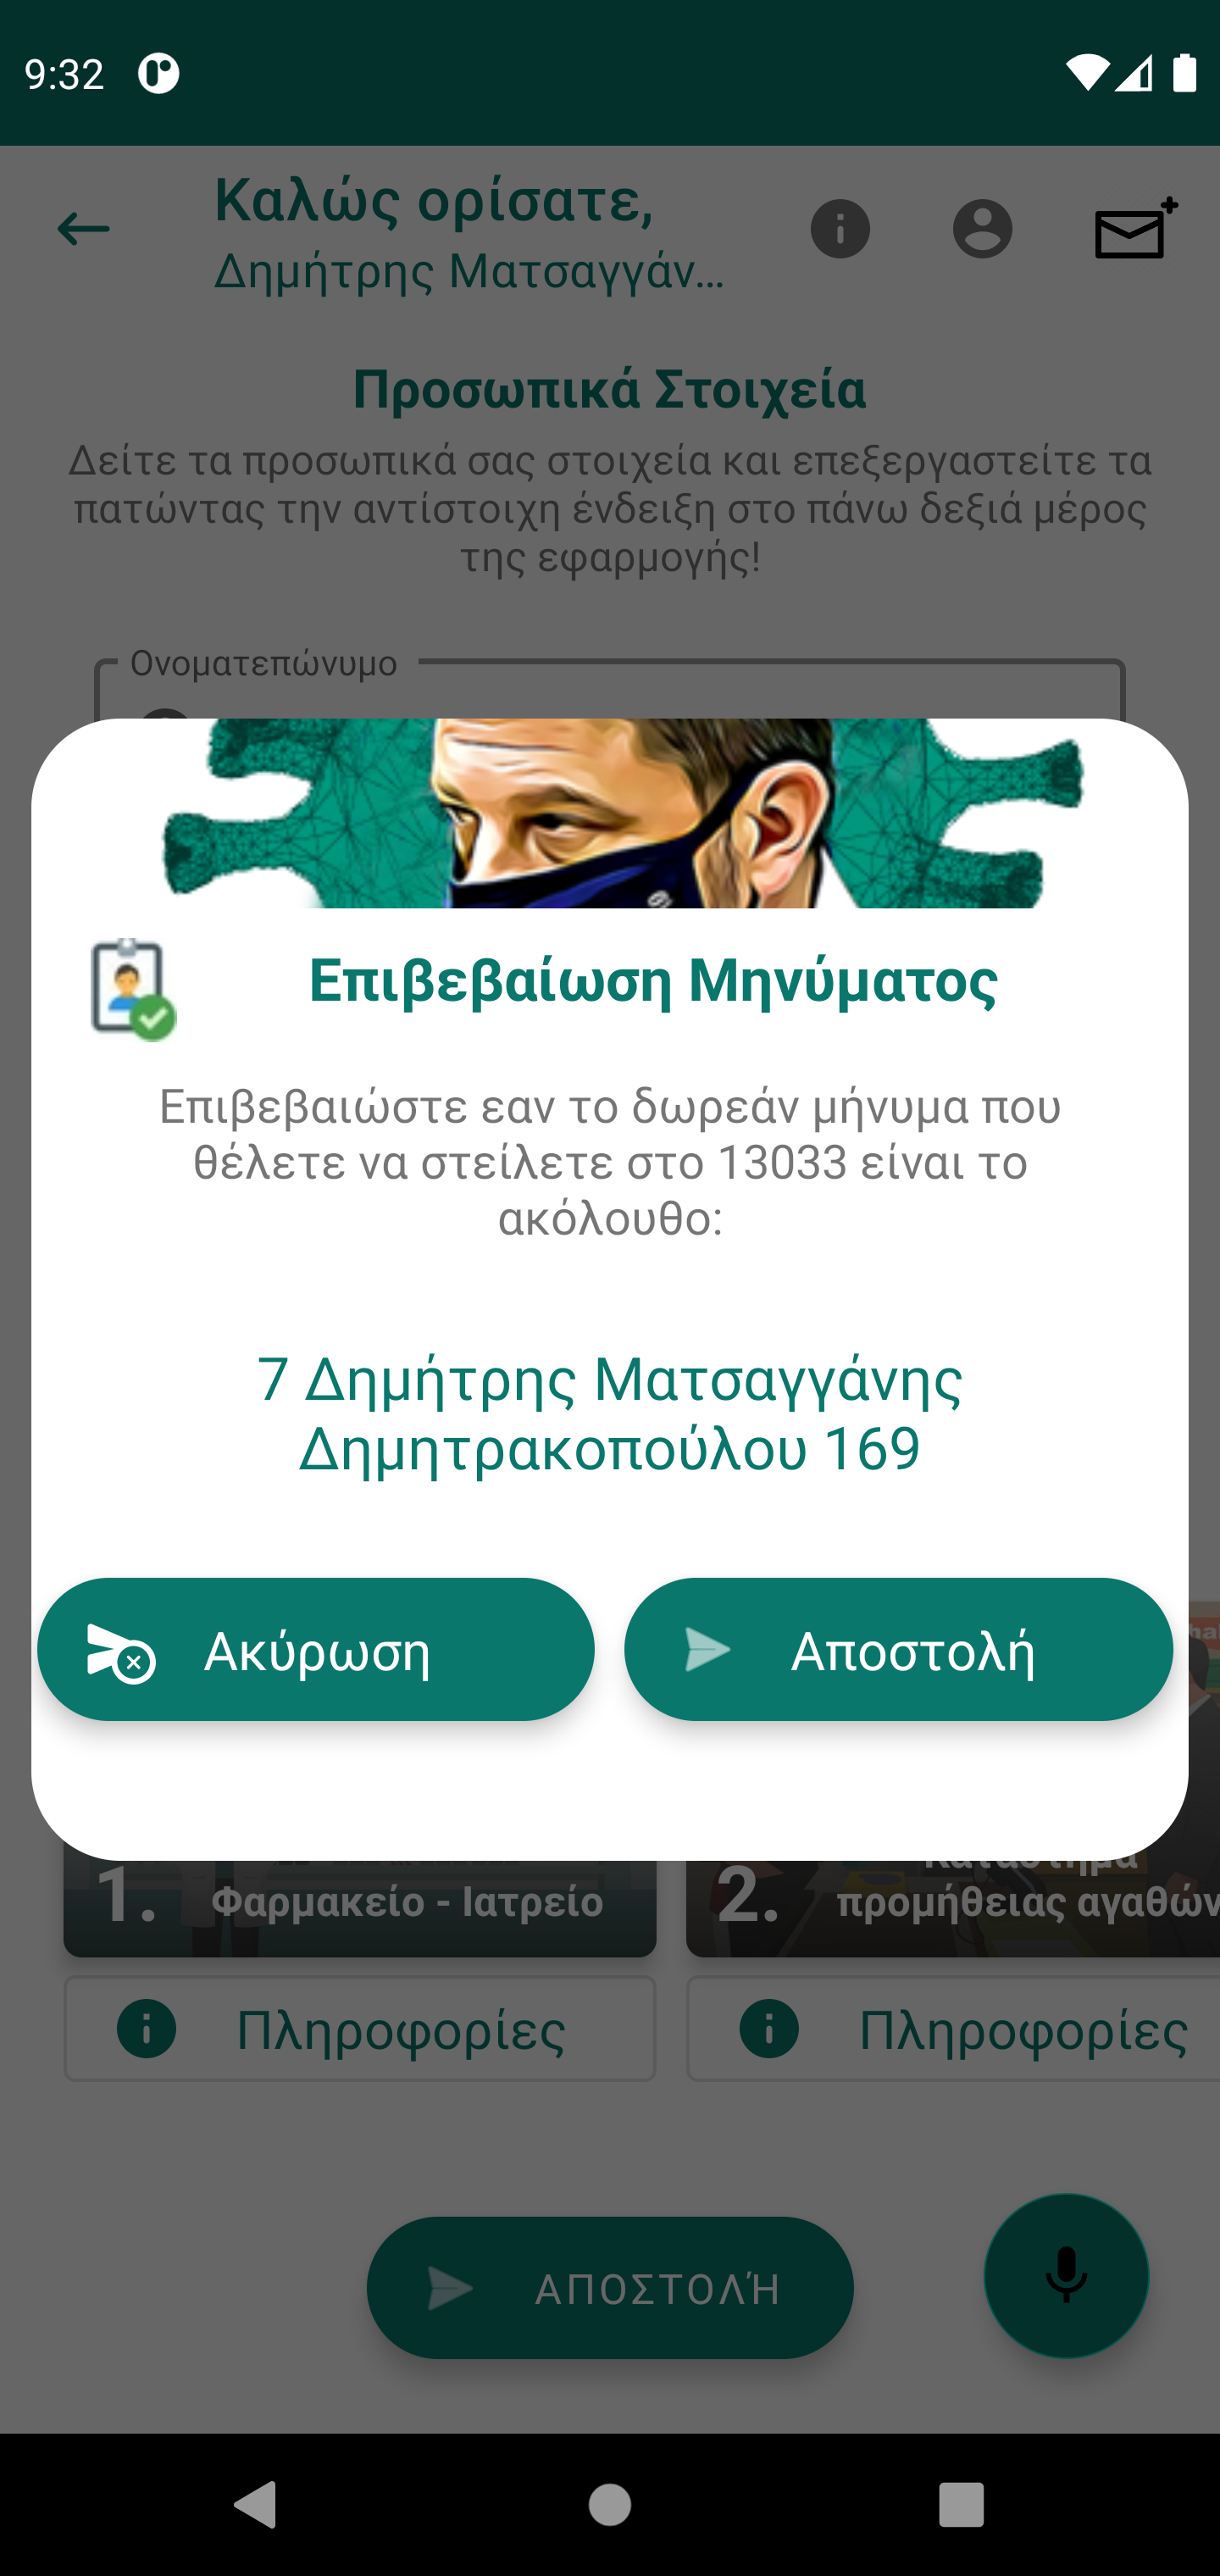 9:32
Καλώς ορίσατε,
Δημήτρης Ματσαγγάν...
Προσωπικά Στοιχεία
Δείτε τα προσωπικά σας στοιχεία και επεξεργαστείτε τα
πατώντας την αντίστοιχη ένδειξη στο πάνω δεξιά μέρος
της εφαρμογής!
Ονοματεπώνυμο
Επιβεβαίωση Μηνύματος
Επιβεβαιώστε εαν το δωρεάν μήνυμα που
θέλετε να στείλετε στο 13033 είναι το
ακόλουθο:
7 Δημήτρης Ματσαγγάνης
Δημητρακοπούλου 169
Ακύρωση
Αποστολή
1. Φαρμακείο - Ιατρείο
Κατάστημα
2. προμήθειας αγαθών
Πληροφορίες
Πληροφορίες
ΑΠΟΣΤΟΛΉ